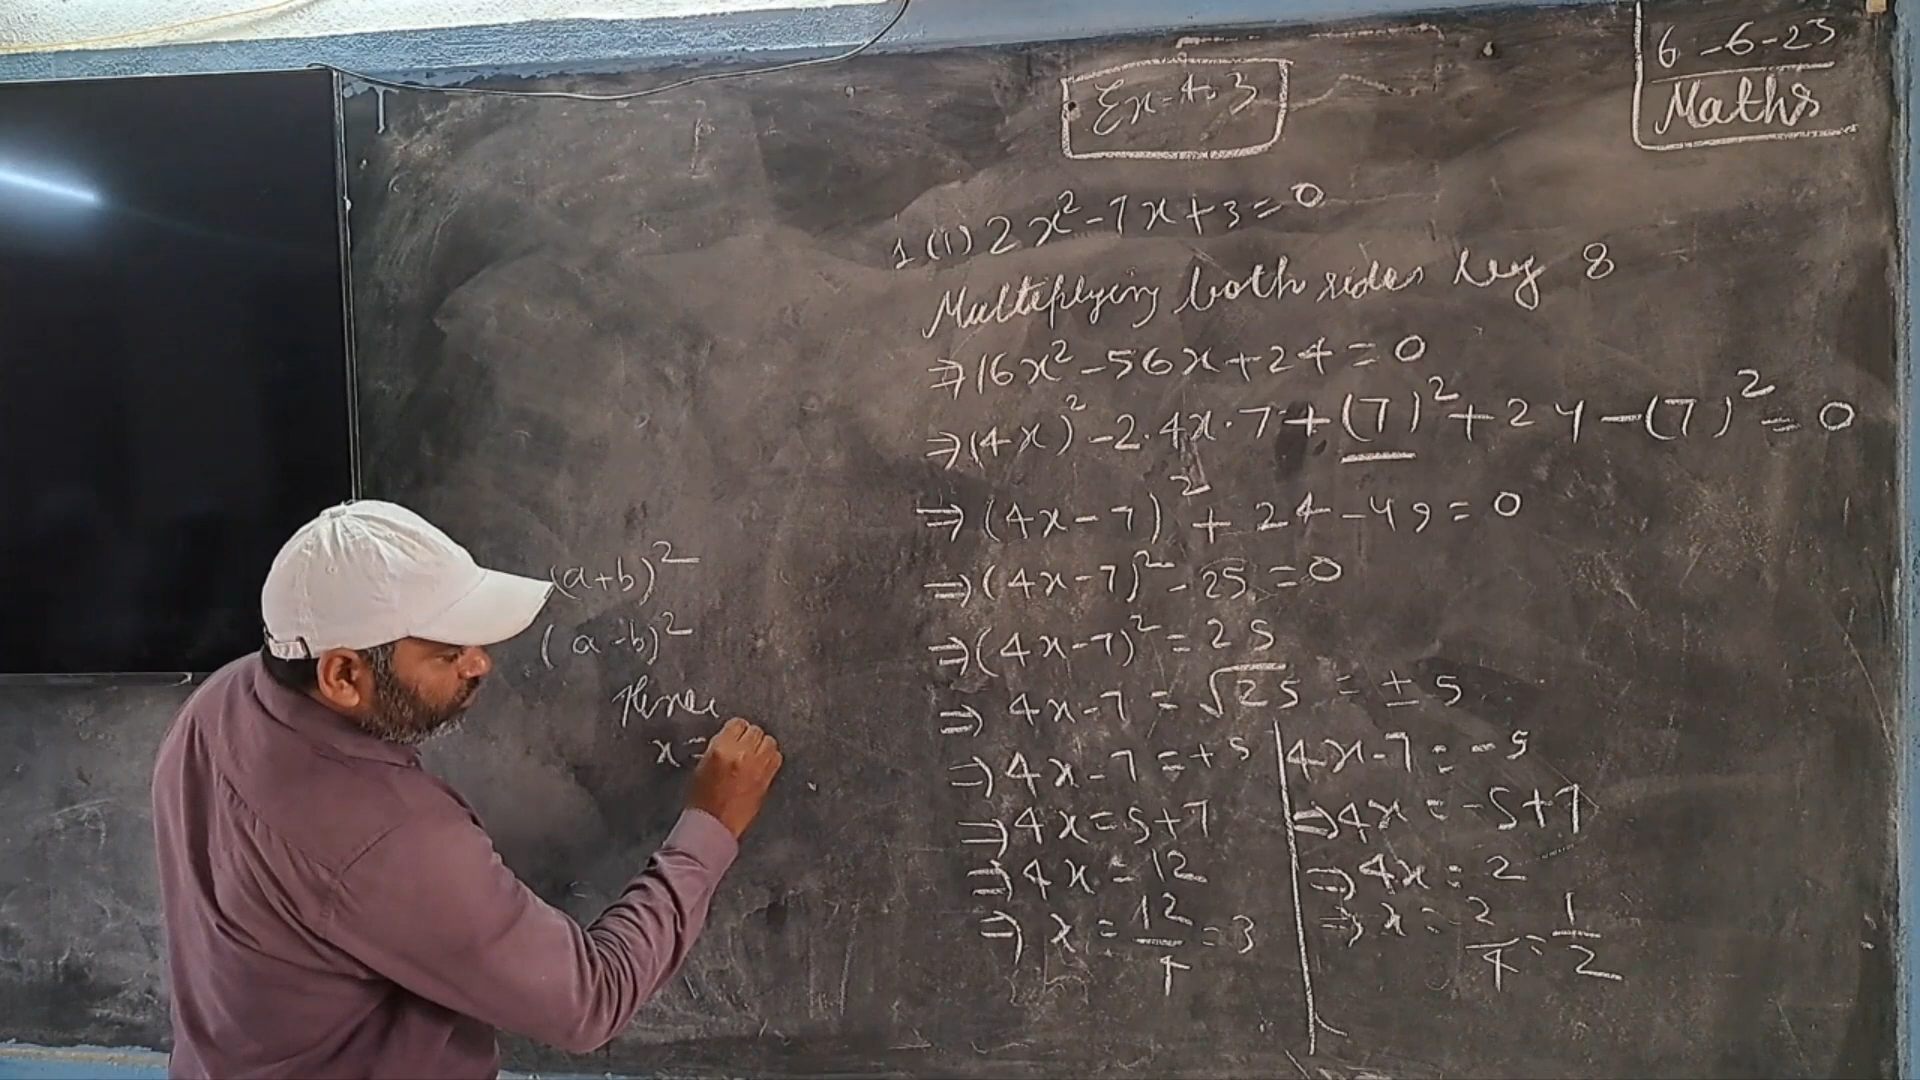 6-6-23
Maths
Ex-4.3
1(i) 2x²-7x+3=0
Multiplying both sides by 8
⇒16x²-56x+24=0
⇒(4x)²-2·4x·7+(7)²+24-(7)²=0
⇒(4x-7)²+24-49=0
⇒(4x-7)²-25=0
⇒(4x-7)²=25
⇒4x-7=√25=±5
⇒4x-7=+5
⇒4x=5+7
⇒4x=12
⇒x=12/4=3
4x-7=-5
⇒4x=-5+7
⇒4x=2
⇒x=2/4=1/2
(a+b)²
(a-b)²
Hence
x=